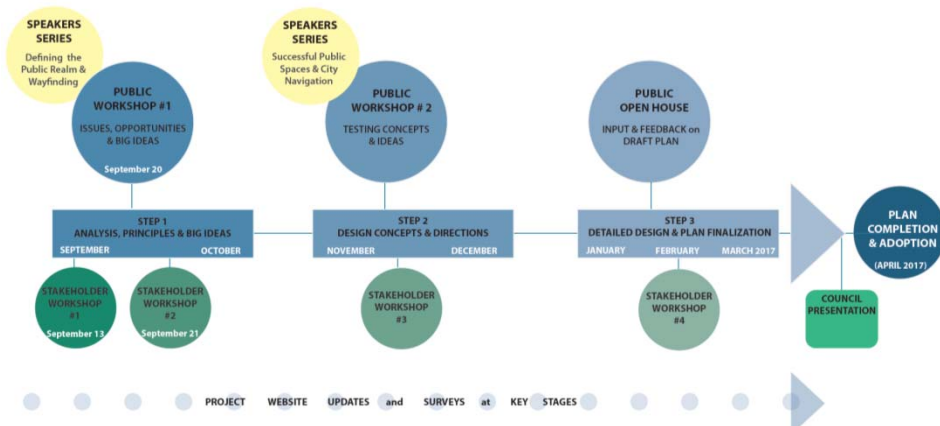 SPEAKERS
SERIES
Defining the
Public Realm &
Wayfinding
PUBLIC
WORKSHOP #1
ISSUES, OPPORTUNITIES
& BIG IDEAS
September 20
SPEAKERS
SERIES
Successful Public
Spaces & City
Navigation
PUBLIC
WORKSHOP # 2
TESTING CONCEPTS
& IDEAS
PUBLIC
OPEN HOUSE
INPUT & FEEDBACK on
DRAFT PLAN
STEP 1
ANALYSIS, PRINCIPLES & BIG IDEAS
SEPTEMBER OCTOBER
STEP 2
DESIGN CONCEPTS & DIRECTIONS
NOVEMBER DECEMBER
STEP 3
DETAILED DESIGN & PLAN FINALIZATION
JANUARY FEBRUARY MARCH 2017
PLAN
COMPLETION
& ADOPTION
(APRIL 2017)
STAKEHOLDER
WORKSHOP
#1
September 13
STAKEHOLDER
WORKSHOP
#2
September 21
STAKEHOLDER
WORKSHOP
#3
STAKEHOLDER
WORKSHOP
#4
COUNCIL
PRESENTATION
PROJECT WEBSITE UPDATES and SURVEYS at KEY STAGES